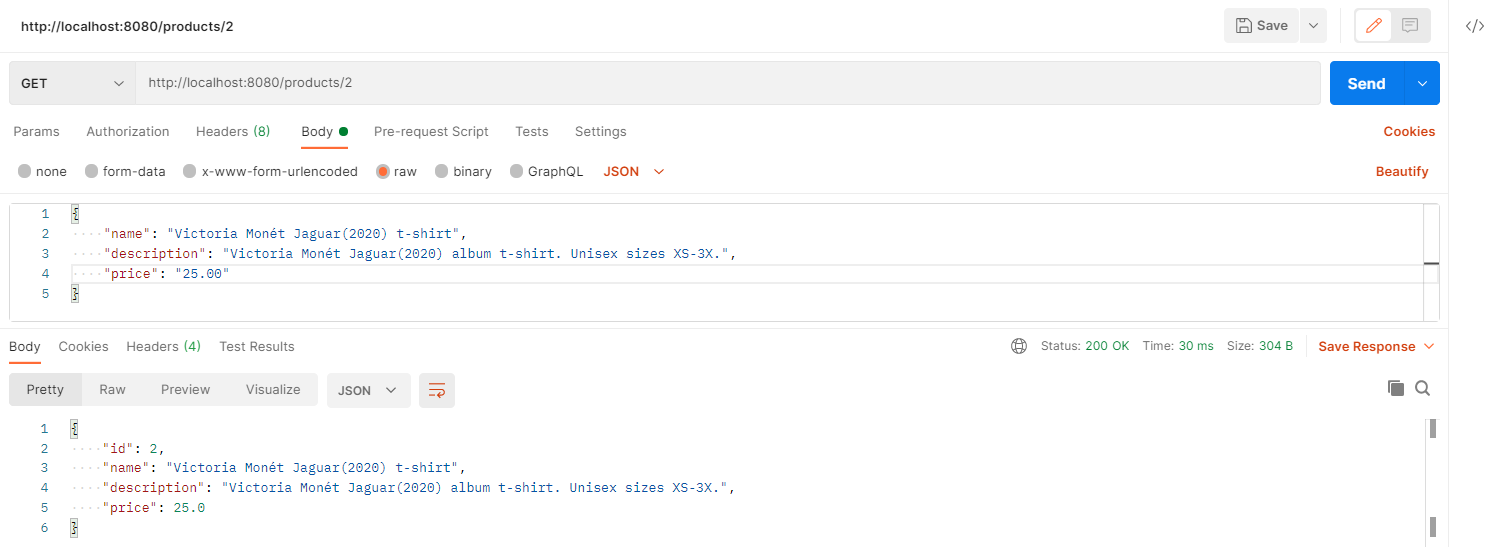 http://localhost:8080/products/2
Save
</>
GET
http://localhost:8080/products/2
Send
Params Authorization Headers (8) Body Pre-request Script Tests Settings Cookies
none form-data x-www-form-urlencoded raw binary GraphQL JSON Beautify
1 {
2 "name": "Victoria Monét Jaguar(2020) t-shirt",
3 "description": "Victoria Monét Jaguar(2020) album t-shirt. Unisex sizes XS-3X.",
4 "price": "25.00"
5 }
Body Cookies Headers (4) Test Results Status: 200 OK Time: 30 ms Size: 304 B Save Response
Pretty Raw Preview Visualize JSON
1 {
2 "id": 2,
3 "name": "Victoria Monét Jaguar(2020) t-shirt",
4 "description": "Victoria Monét Jaguar(2020) album t-shirt. Unisex sizes XS-3X.",
5 "price": 25.0
6 }